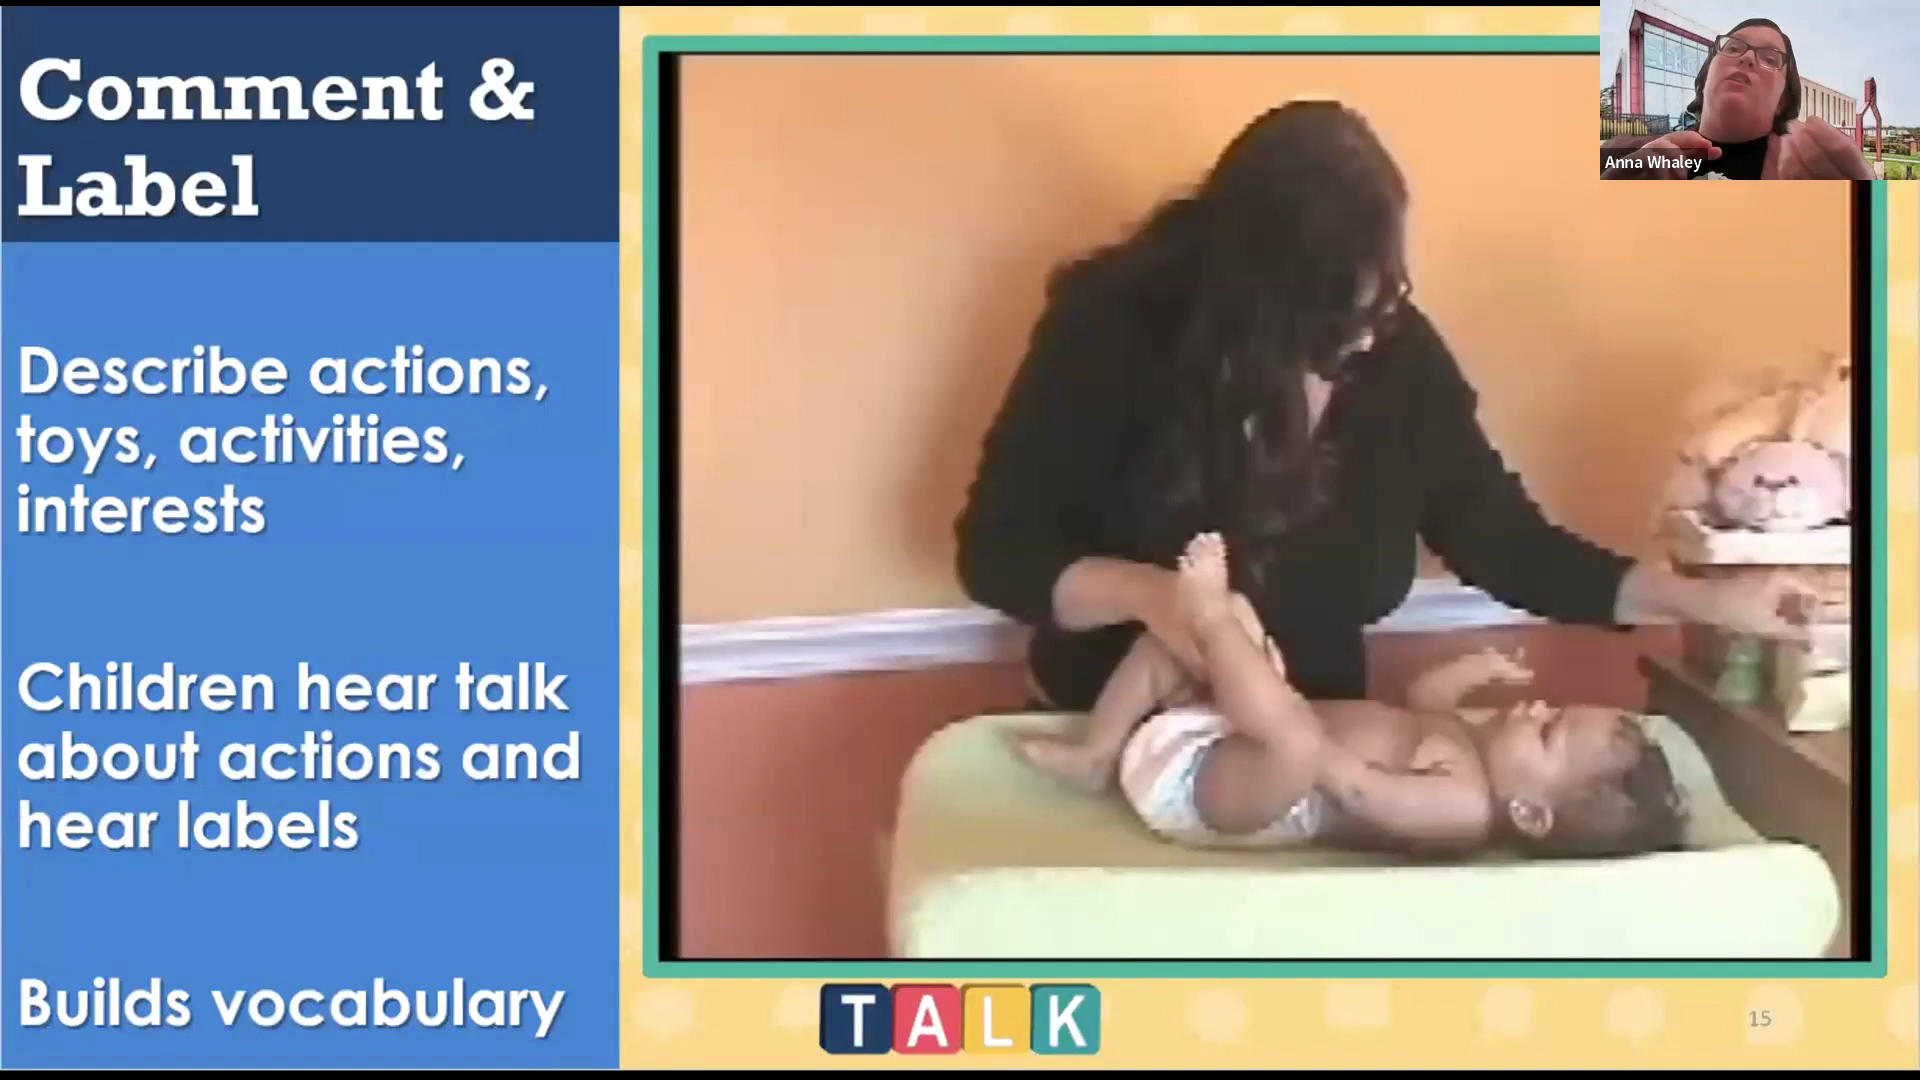 Comment &
Label
Describe actions,
toys, activities,
interests
Children hear talk
about actions and
hear labels
Builds vocabulary
Anna Whaley
TALK
15